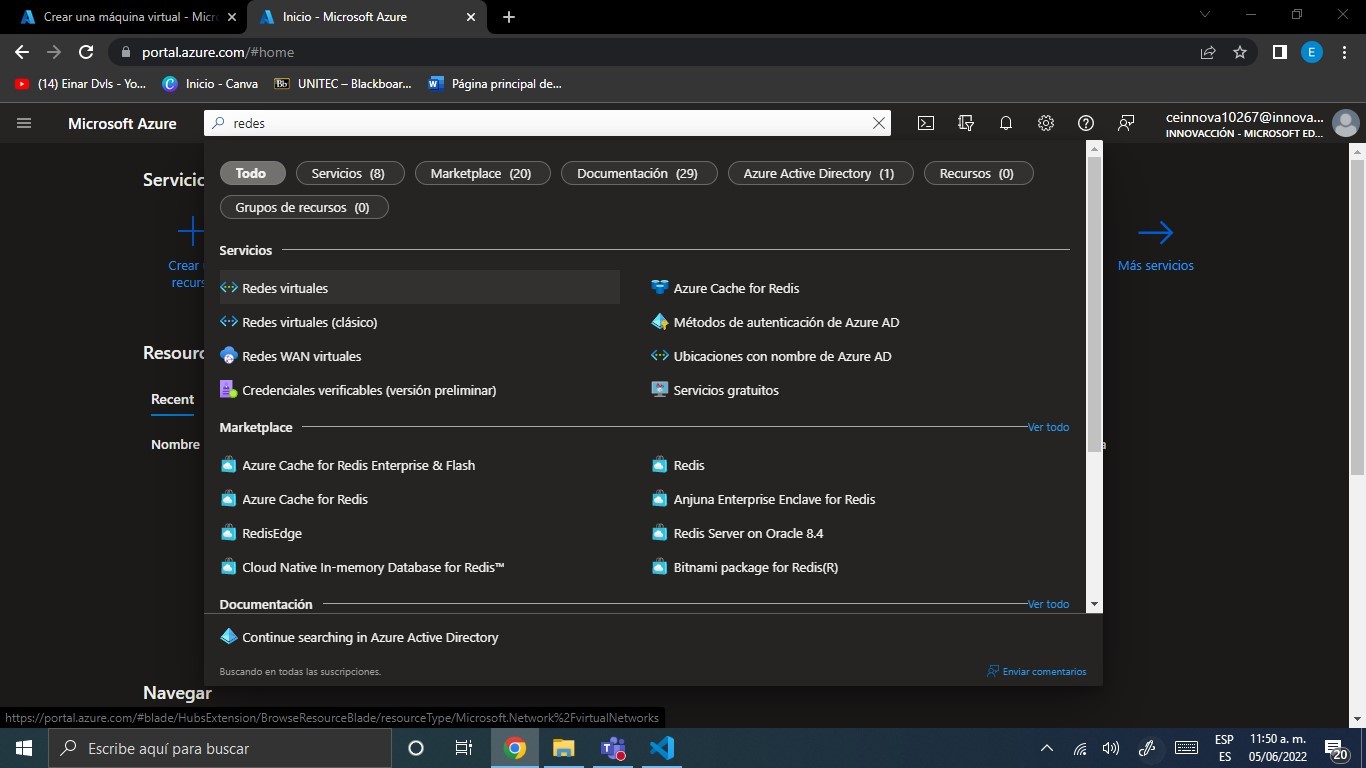 Crear una máquina virtual - Micro
Inicio - Microsoft Azure
portal.azure.com/#home
E
(14) Einar Dvls - Yo...
Inicio - Canva
Bb
UNITEC – Blackboar...
Página principal de...
Microsoft Azure
redes
ceinnova10267@innova...
INNOVACCIÓN - MICROSOFT ED...
Todo
Servicios (8)
Marketplace (20)
Documentación (29)
Azure Active Directory (1)
Recursos (0)
Grupos de recursos (0)
Servicic
Crear
recurs
Más servicios
Servicios
Redes virtuales
Azure Cache for Redis
Redes virtuales (clásico)
Métodos de autenticación de Azure AD
Redes WAN virtuales
Ubicaciones con nombre de Azure AD
Credenciales verificables (versión preliminar)
Servicios gratuitos
Resourc
Recent
Nombre
a
Marketplace
Ver todo
Azure Cache for Redis Enterprise & Flash
Redis
Azure Cache for Redis
Anjuna Enterprise Enclave for Redis
RedisEdge
Redis Server on Oracle 8.4
Cloud Native In-memory Database for Redis™
Bitnami package for Redis(R)
Documentación
Ver todo
Continue searching in Azure Active Directory
Buscando en todas las suscripciones.
Enviar comentarios
Navegar
https://portal.azure.com/#blade/HubsExtension/BrowseResourceBlade/resourceType/Microsoft.Network%2FvirtualNetworks
Escribe aquí para buscar
ESP
ES
11:50 a. m.
05/06/2022
20